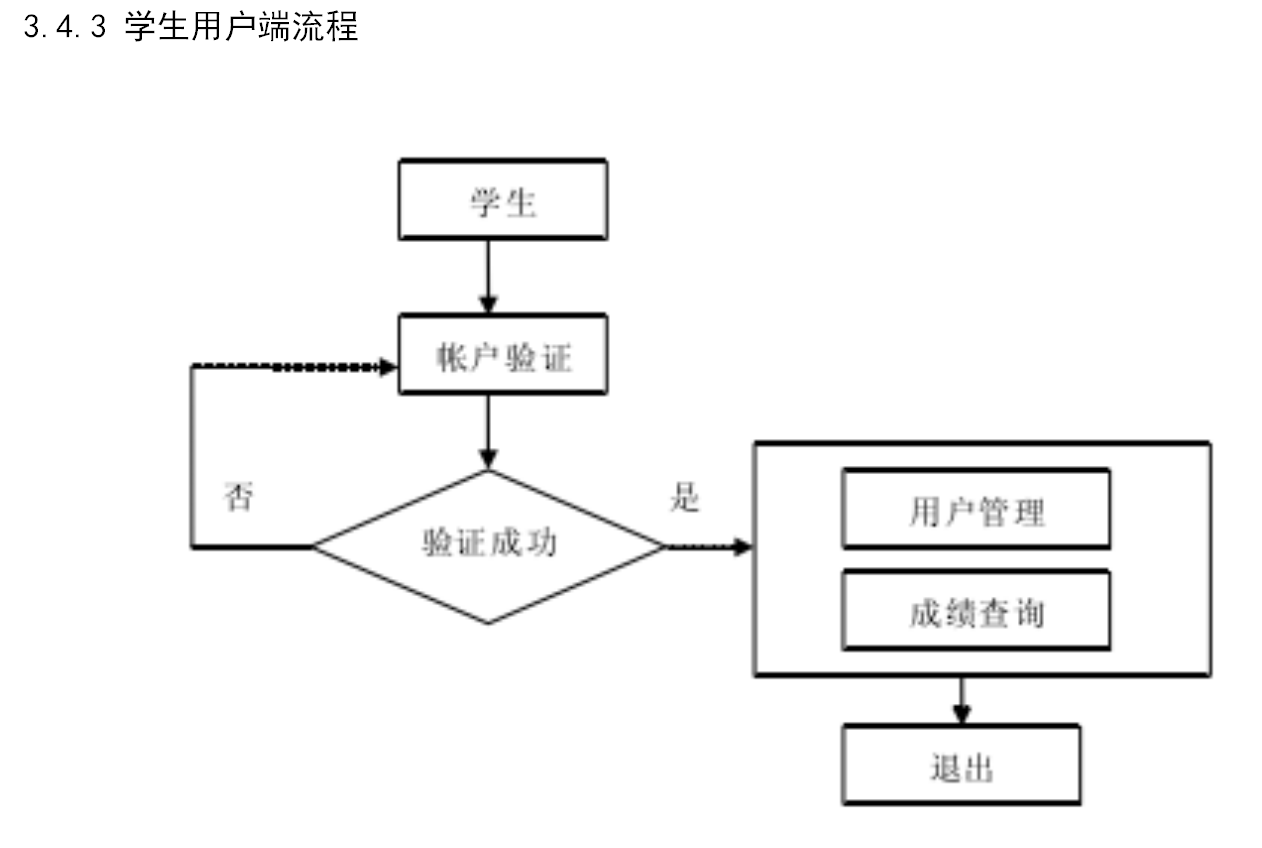 3.4.3 学生用户端流程
学生
帐户验证
否
是
验证成功
用户管理
成绩查询
退出